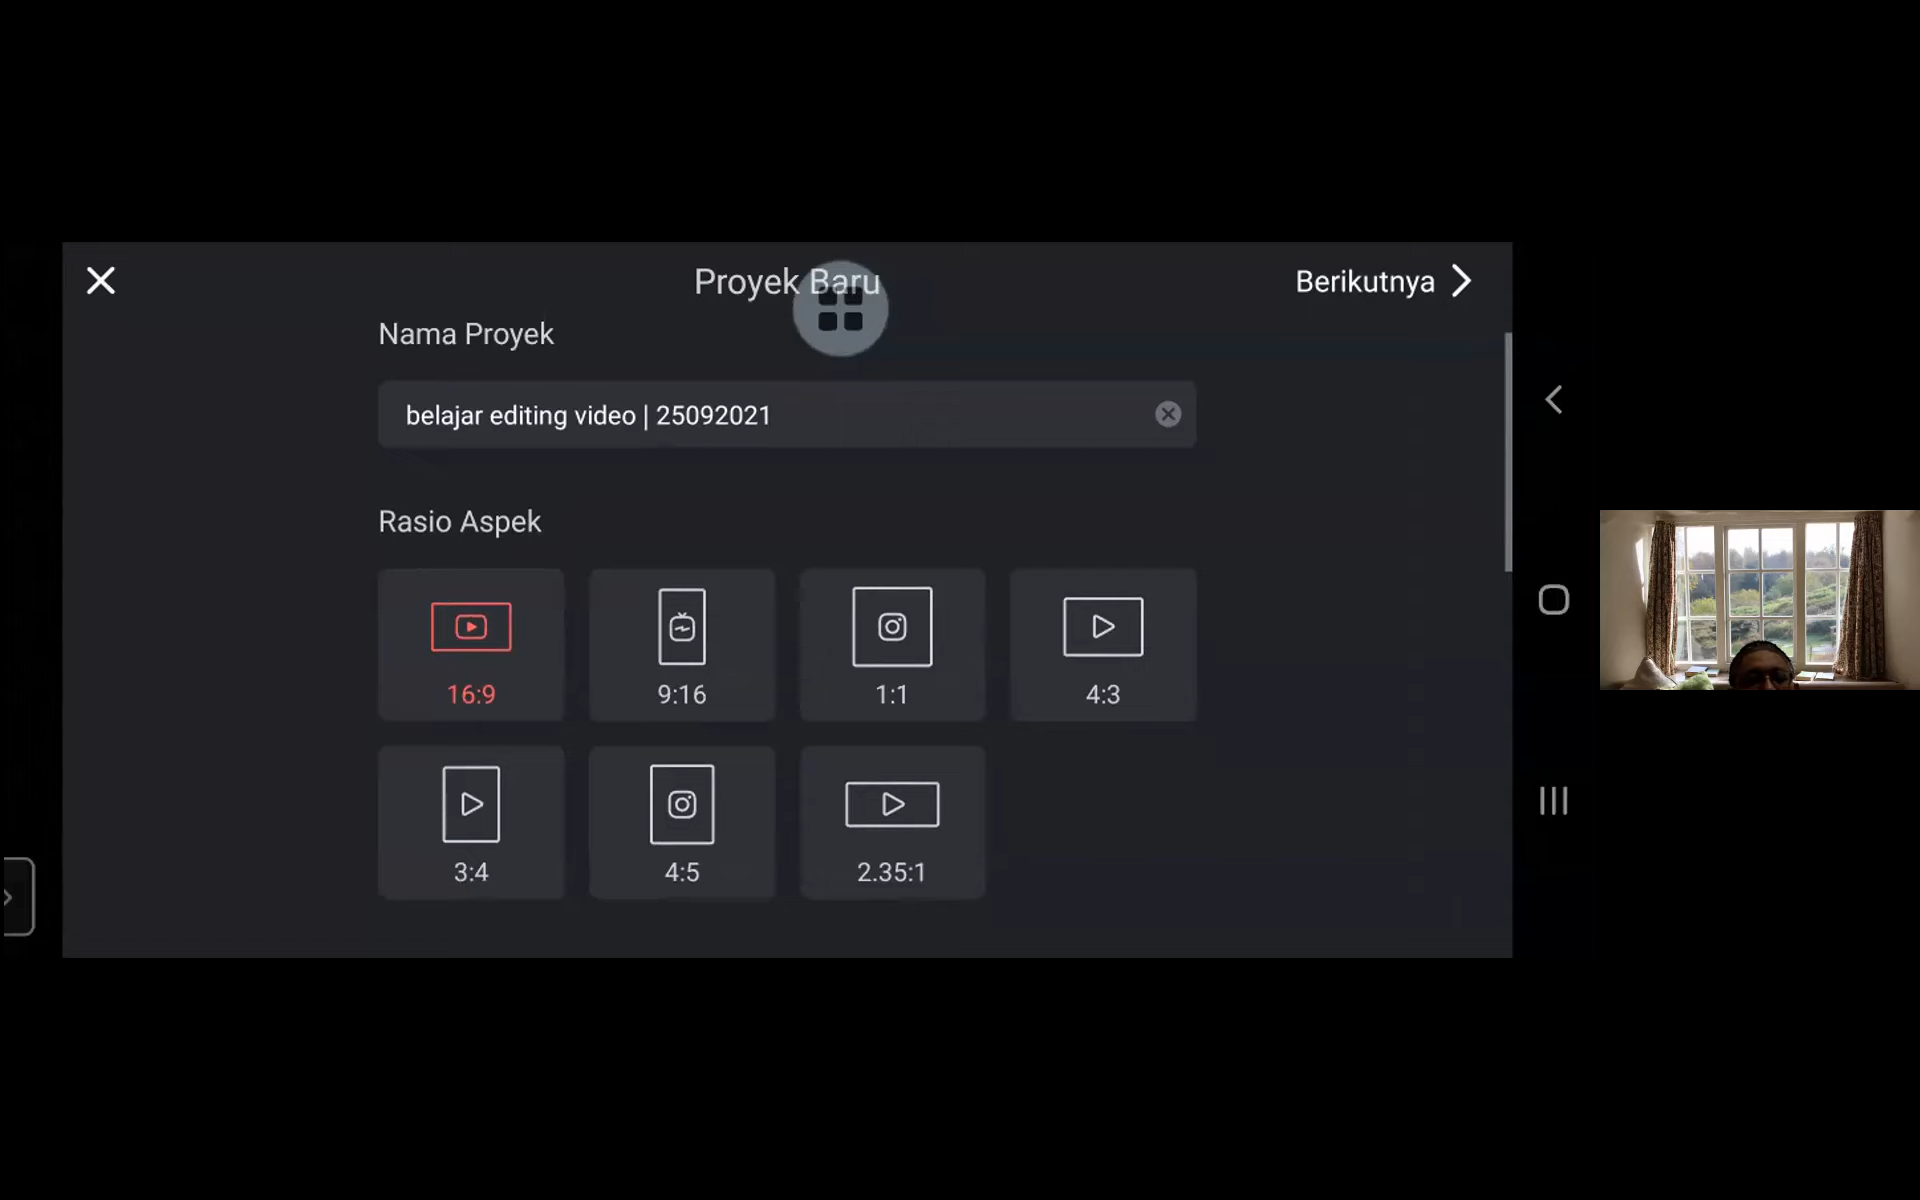 Proyek Baru
Berikutnya
Nama Proyek
belajar editing video | 25092021
Rasio Aspek
16:9
9:16
1:1
4:3
3:4
4:5
2.35:1